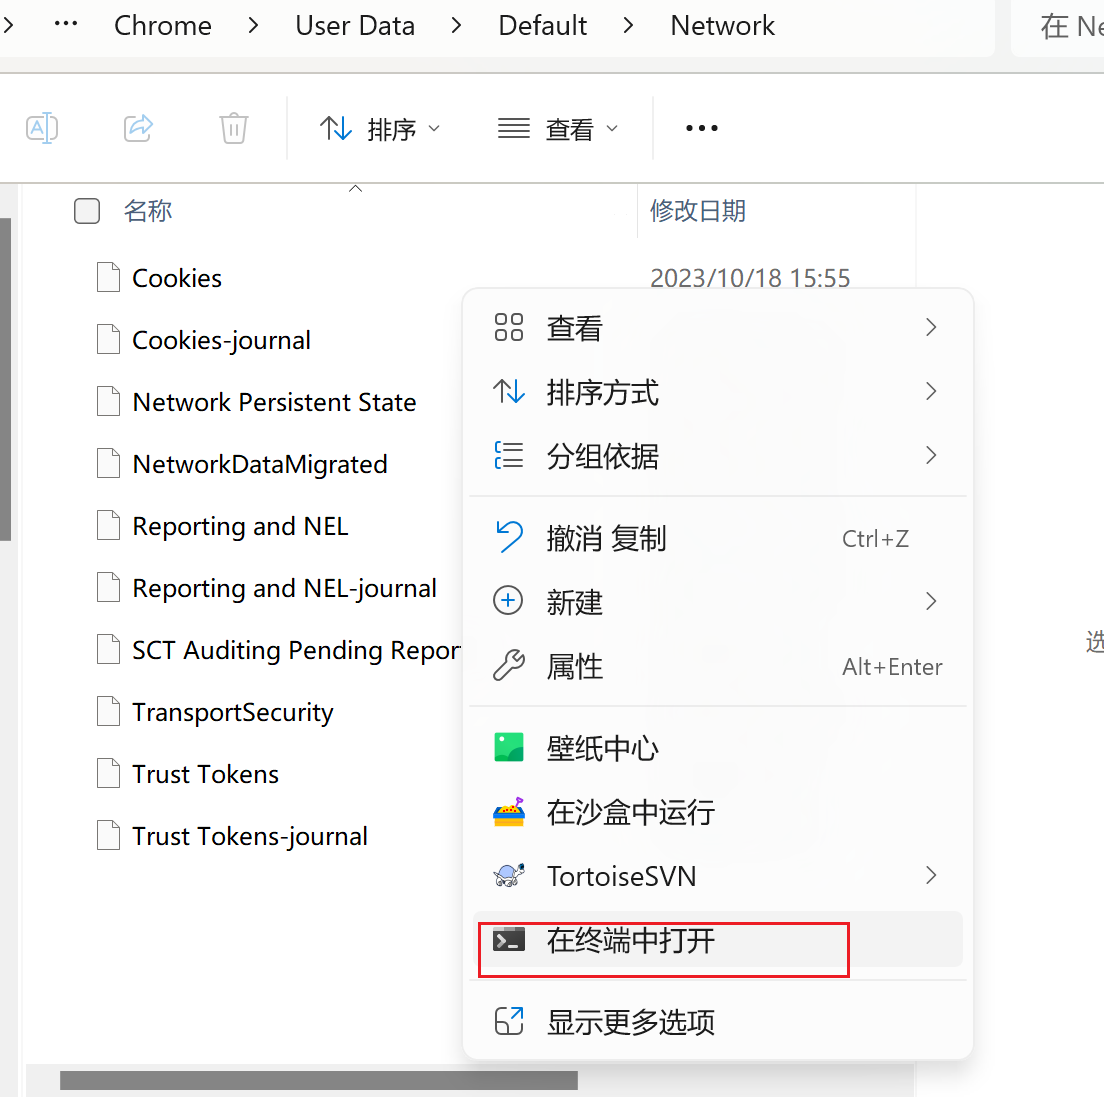 Chrome > User Data > Default > Network
在 Ne
排序
查看
名称
修改日期
Cookies
2023/10/18 15:55
Cookies-journal
Network Persistent State
NetworkDataMigrated
Reporting and NEL
Reporting and NEL-journal
SCT Auditing Pending Repor
TransportSecurity
Trust Tokens
Trust Tokens-journal
查看
排序方式
分组依据
撤消 复制 Ctrl+Z
新建
属性 Alt+Enter
壁纸中心
在沙盒中运行
TortoiseSVN
在终端中打开
显示更多选项
选